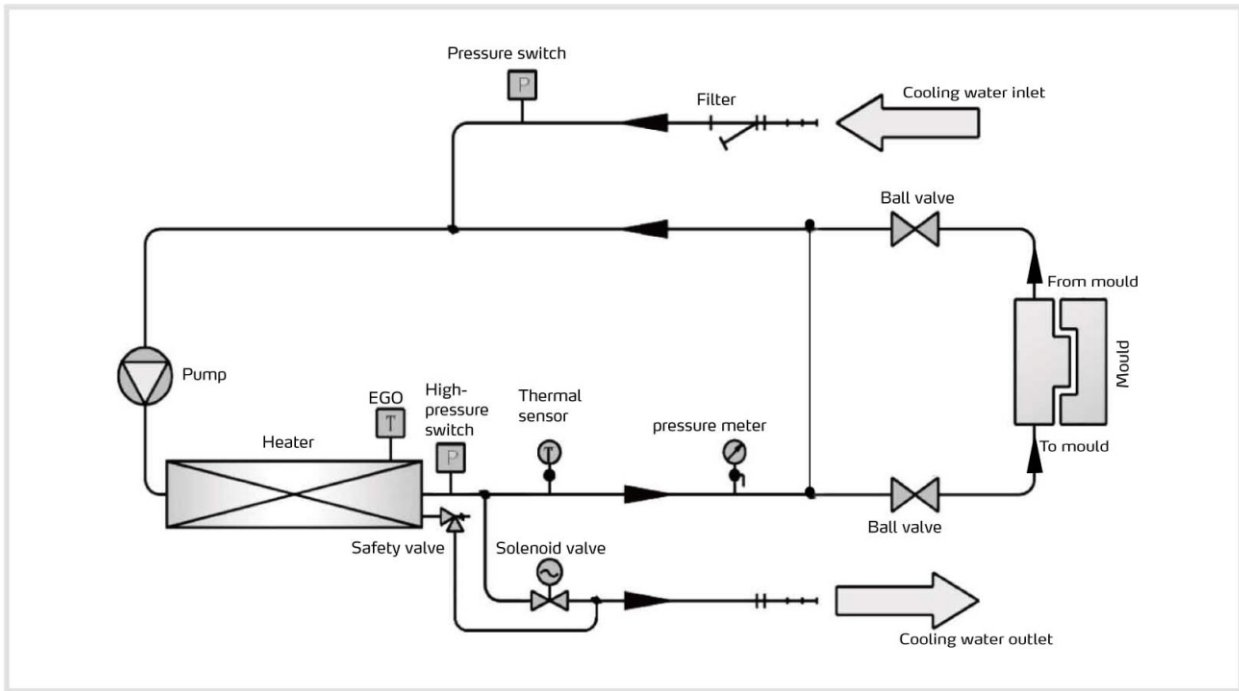 Pressure switch
P
Filter
Cooling water inlet
Ball valve
From mould
Mould
Pump
EGO
T
High-
pressure
switch
P
Thermal
sensor
T
pressure meter
Heater
To mould
Safety valve
Solenoid valve
Ball valve
Cooling water outlet